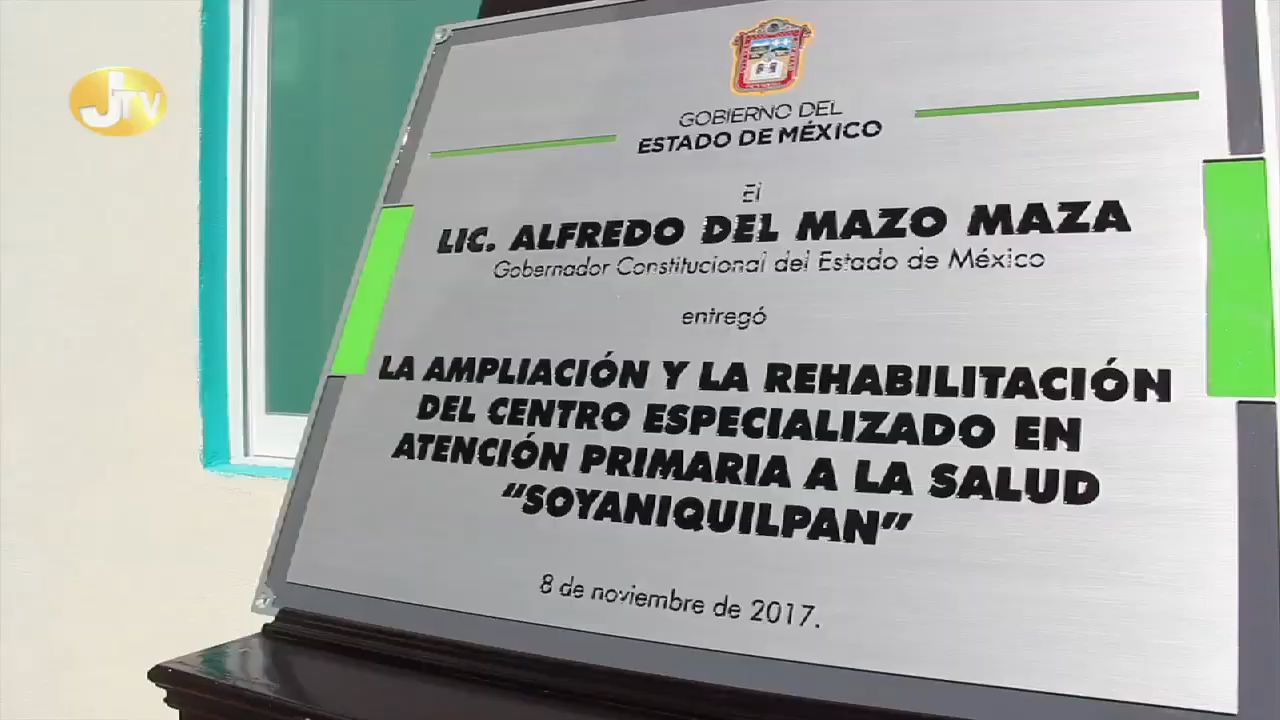 JTV
GOBIERNO DEL
ESTADO DE MÉXICO
El
LIC. ALFREDO DEL MAZO MAZA
Gobernador Constitucional del Estado de México
entregó
LA AMPLIACIÓN Y LA REHABILITACIÓN
DEL CENTRO ESPECIALIZADO EN
ATENCIÓN PRIMARIA A LA SALUD
“SOYANIQUILPAN”
8 de noviembre de 2017.